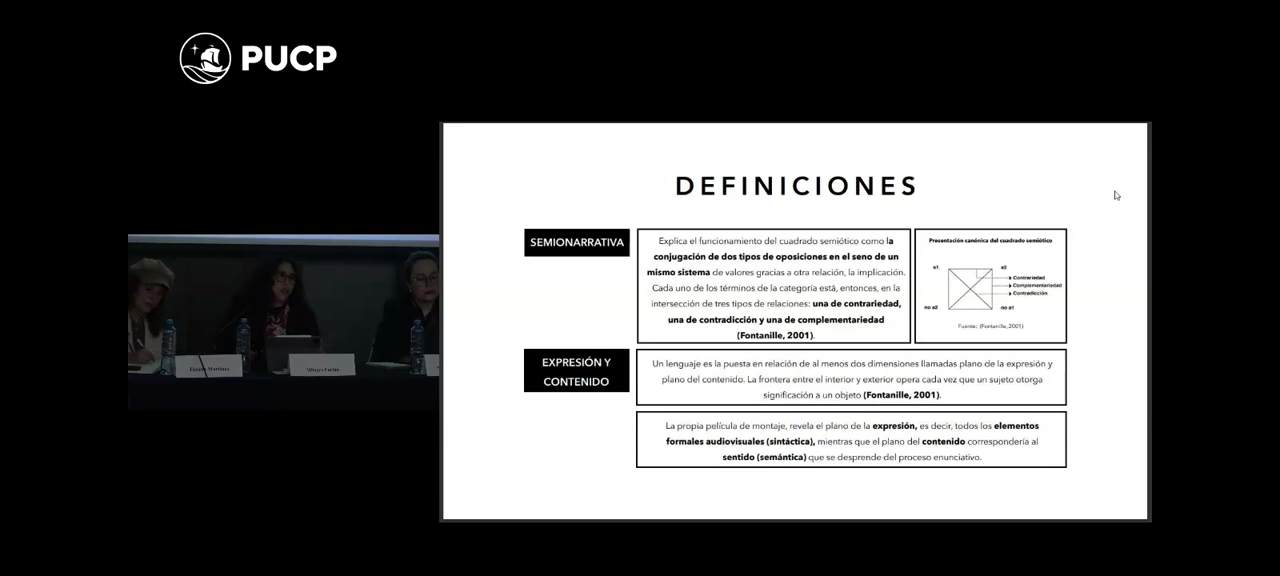 PUCP
DEFINICIONES
SEMIONARRATIVA
Explica el funcionamiento del cuadrado semiótico como la
conjugación de dos tipos de oposiciones en el seno de un
mismo sistema de valores gracias a otra relación, la implicación.
Cada uno de los términos de la categoría está, entonces, en la
intersección de tres tipos de relaciones: una de contrariedad,
una de contradicción y una de complementariedad
(Fontanille, 2001).
Presentación canónica del cuadrado semiótico
a1
a2
Contrariedad
Complementariedad
Contradicción
no a2
no a1
Fuente: (Fontanille, 2001)
EXPRESIÓN Y
CONTENIDO
Un lenguaje es la puesta en relación de al menos dos dimensiones llamadas plano de la expresión y
plano del contenido. La frontera entre el interior y exterior opera cada vez que un sujeto otorga
significación a un objeto (Fontanille, 2001).
La propia película de montaje, revela el plano de la expresión, es decir, todos los elementos
formales audiovisuales (sintáctica), mientras que el plano del contenido correspondería al
sentido (semántica) que se desprende del proceso enunciativo.